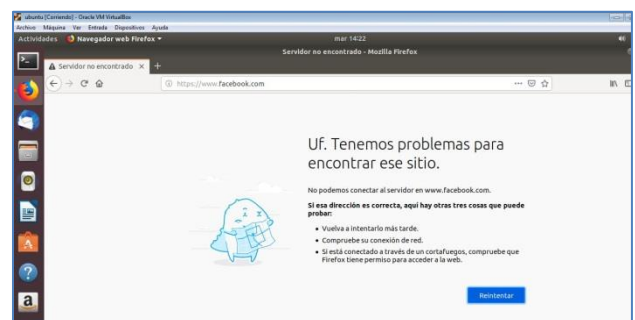 ubuntu [Corriendo] - Oracle VM VirtualBox
Archivo Máquina Ver Entrada Dispositivos Ayuda
Actividades Navegador web Firefox mar 14:22
Servidor no encontrado - Mozilla Firefox
Servidor no encontrado
https://www.facebook.com
Uf. Tenemos problemas para
encontrar ese sitio.
No podemos conectar al servidor en www.facebook.com.
Si esa dirección es correcta, aquí hay otras tres cosas que puede
probar:
• Vuelva a intentarlo más tarde.
• Compruebe su conexión de red.
• Si está conectado a través de un cortafuegos, compruebe que
Firefox tiene permiso para acceder a la web.
Reintentar